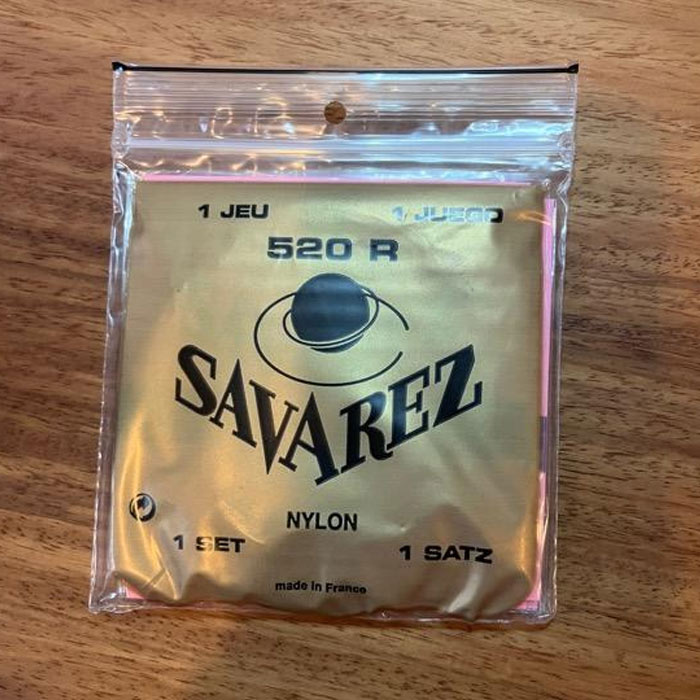 1 JEU 1 JUEGO
520 R
SAVAREZ
NYLON
1 SET 1 SATZ
made in France